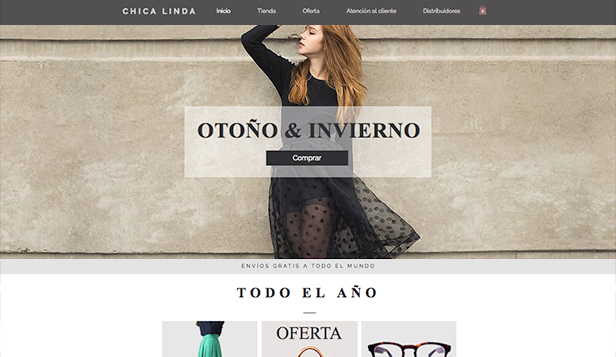 CHICA LINDA Inicio Tienda Oferta Atención al cliente Distribuidores
OTOÑO & INVIERNO
Comprar
ENVÍOS GRATIS A TODO EL MUNDO
TODO EL AÑO
OFERTA